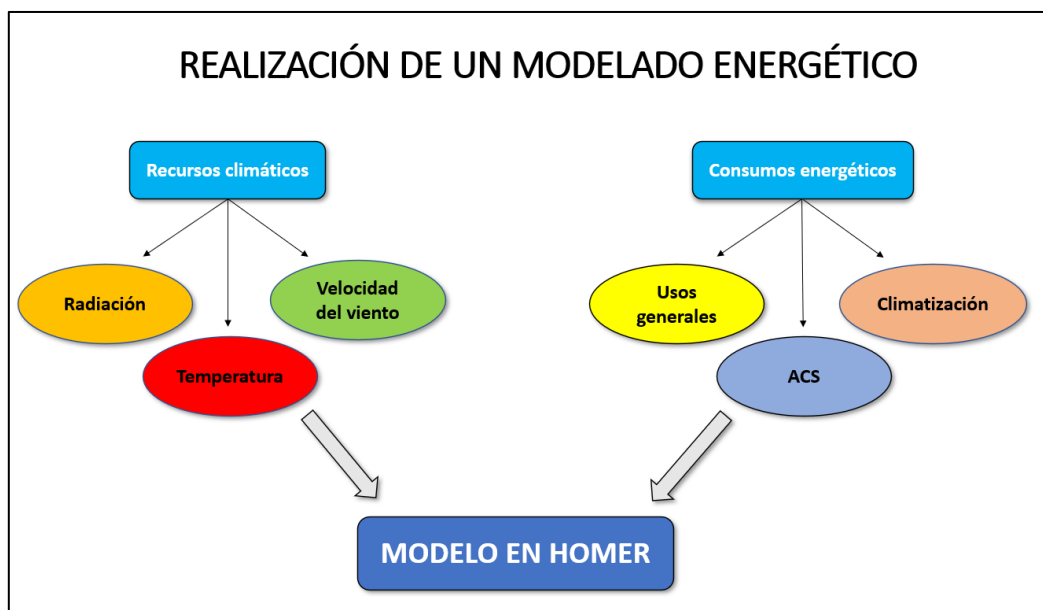 REALIZACIÓN DE UN MODELADO ENERGÉTICO
Recursos climáticos
Consumos energéticos
Radiación
Velocidad
del viento
Temperatura
Usos
generales
Climatización
ACS
MODELO EN HOMER